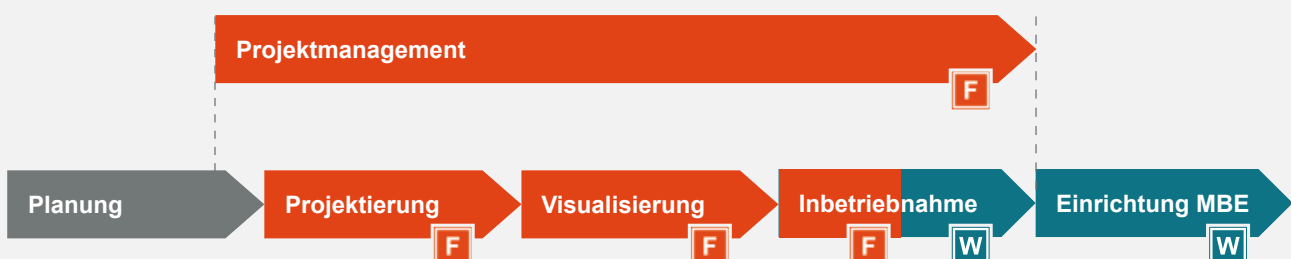 Projektmanagement
F
Planung
Projektierung
Visualisierung
Inbetriebnahme
Einrichtung MBE
F
F
F
W
W